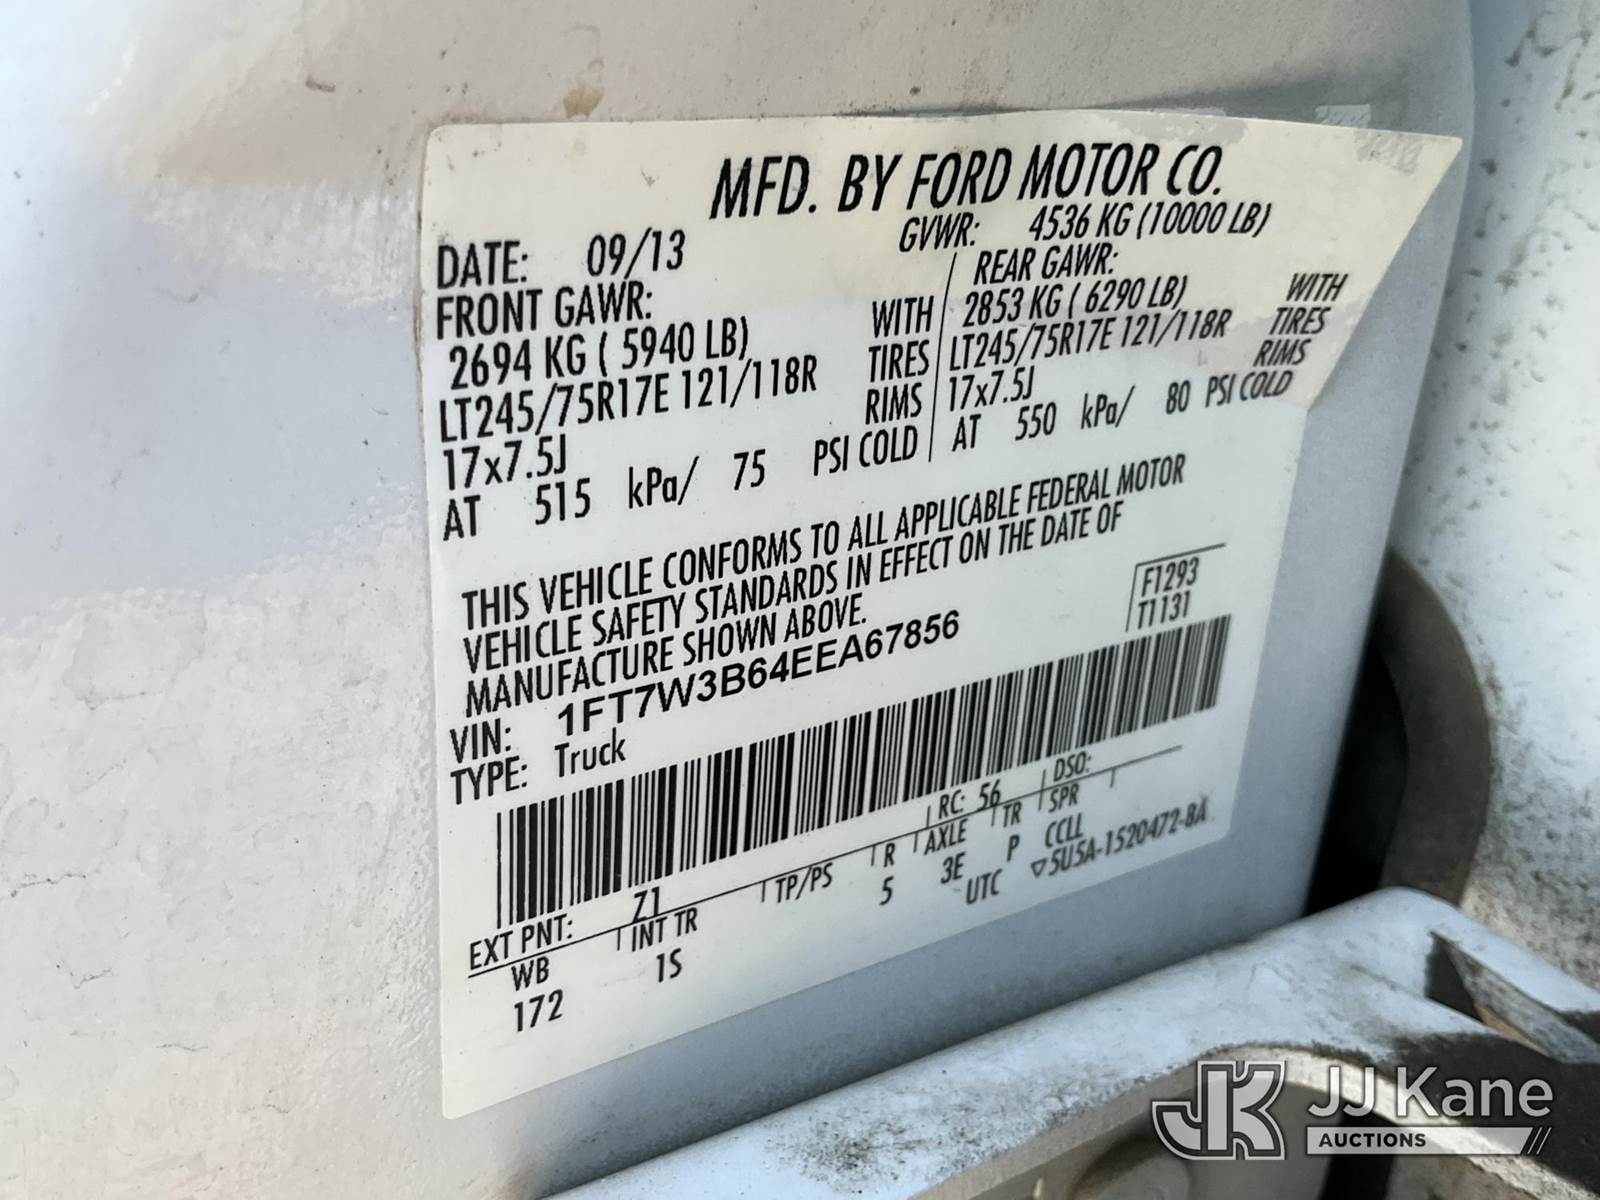 MFD. BY FORD MOTOR CO.
DATE: 09/13 GVWR: 4536 KG (10000 LB)
FRONT GAWR: REAR GAWR:
2694 KG ( 5940 LB) WITH 2853 KG ( 6290 LB) WITH
LT245/75R17E 121/118R TIRES LT245/75R17E 121/118R TIRES
17x7.5J RIMS 17x7.5J RIMS
AT 515 kPa/ 75 PSI COLD AT 550 kPa/ 80 PSI COLD
THIS VEHICLE CONFORMS TO ALL APPLICABLE FEDERAL MOTOR
VEHICLE SAFETY STANDARDS IN EFFECT ON THE DATE OF
MANUFACTURE SHOWN ABOVE.
F1293
T1131
VIN: 1FT7W3B64EEA67856
TYPE: Truck
EXT PNT: Z1 RC: 56 DSO:
WB INT TR TP/PS R AXLE TR SPR
172 1S 5 3E P CCLL
UTC ▽5U5A-1520472-BA
JK JJ Kane
AUCTIONS